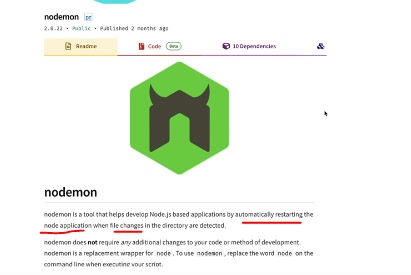 nodemon DT
2.0.22 • Public • Published 2 months ago
Readme
Code Beta
10 Dependencies
nodemon
nodemon is a tool that helps develop Node.js based applications by automatically restarting the
node application when file changes in the directory are detected.
nodemon does not require any additional changes to your code or method of development.
nodemon is a replacement wrapper for node. To use nodemon, replace the word node on the
command line when executing your script.